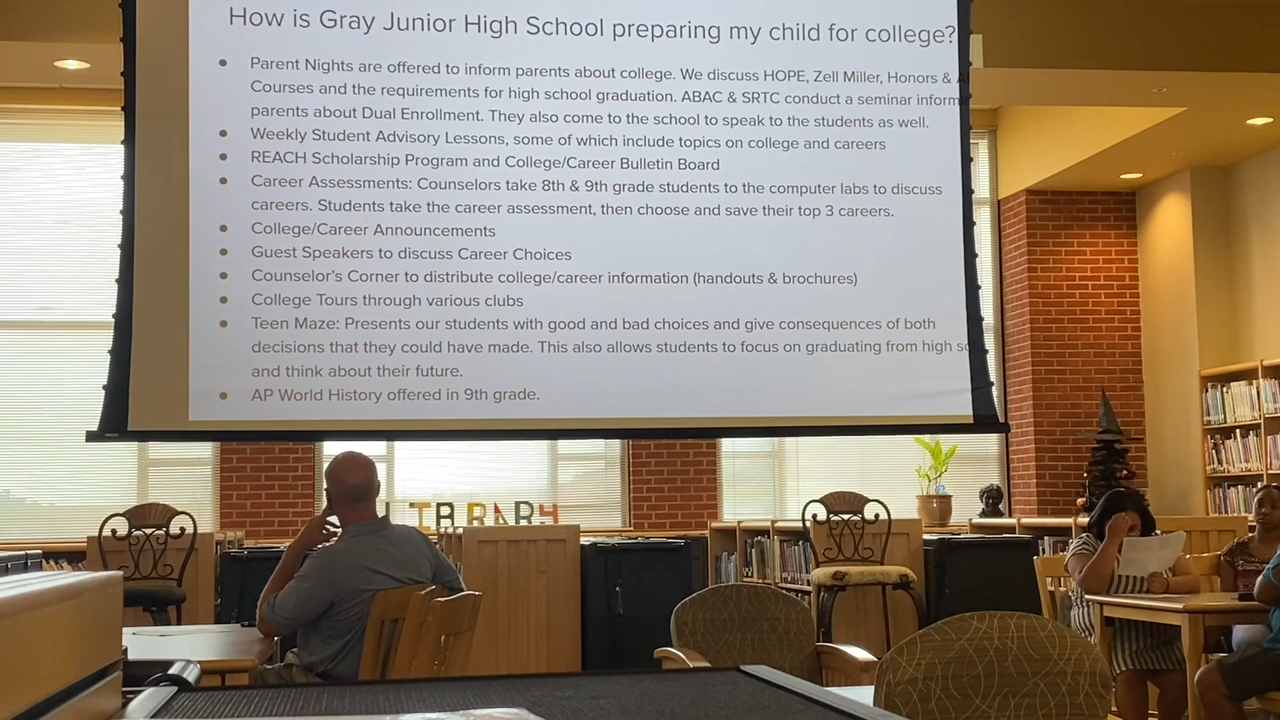 How is Gray Junior High School preparing my child for college?
• Parent Nights are offered to inform parents about college. We discuss HOPE, Zell Miller, Honors &
Courses and the requirements for high school graduation. ABAC & SRTC conduct a seminar inform
parents about Dual Enrollment. They also come to the school to speak to the students as well.
• Weekly Student Advisory Lessons, some of which include topics on college and careers
• REACH Scholarship Program and College/Career Bulletin Board
• Career Assessments: Counselors take 8th & 9th grade students to the computer labs to discuss
careers. Students take the career assessment, then choose and save their top 3 careers.
• College/Career Announcements
• Guest Speakers to discuss Career Choices
• Counselor's Corner to distribute college/career information (handouts & brochures)
• College Tours through various clubs
• Teen Maze: Presents our students with good and bad choices and give consequences of both
decisions that they could have made. This also allows students to focus on graduating from high
and think about their future.
• AP World History offered in 9th grade.
LIBRARY